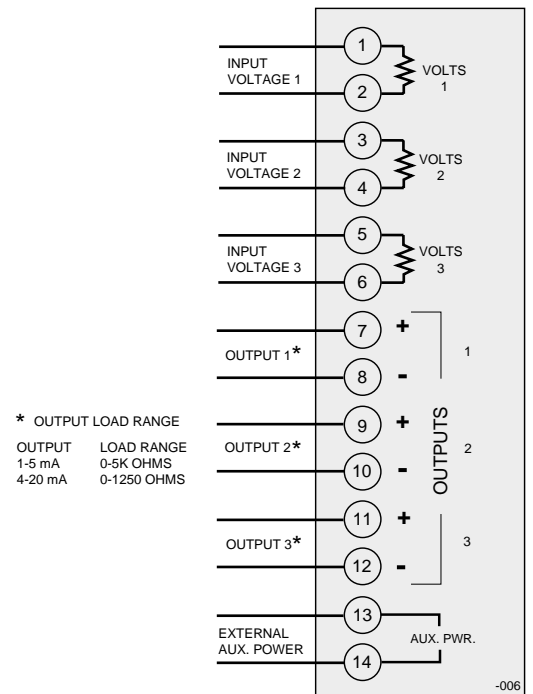 1
INPUT
VOLTAGE 1
VOLTS
1
2
3
INPUT
VOLTAGE 2
VOLTS
2
4
5
INPUT
VOLTAGE 3
VOLTS
3
6
7 +
OUTPUT 1*
1
8 -
* OUTPUT LOAD RANGE
OUTPUT LOAD RANGE
1-5 mA 0-5K OHMS
4-20 mA 0-1250 OHMS
9 +
OUTPUT 2*
OUTPUTS
2
10 -
11 +
OUTPUT 3*
3
12 -
13
EXTERNAL
AUX. POWER
AUX. PWR.
14
-006